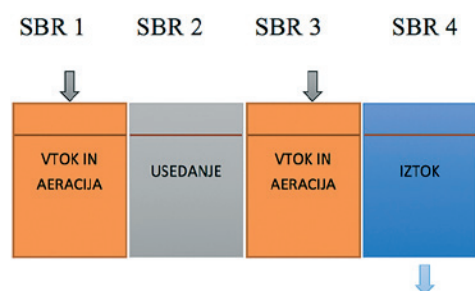 SBR 1 SBR 2 SBR 3 SBR 4
VTOK IN
AERACIJA
USEDANJE
VTOK IN
AERACIJA
IZTOK